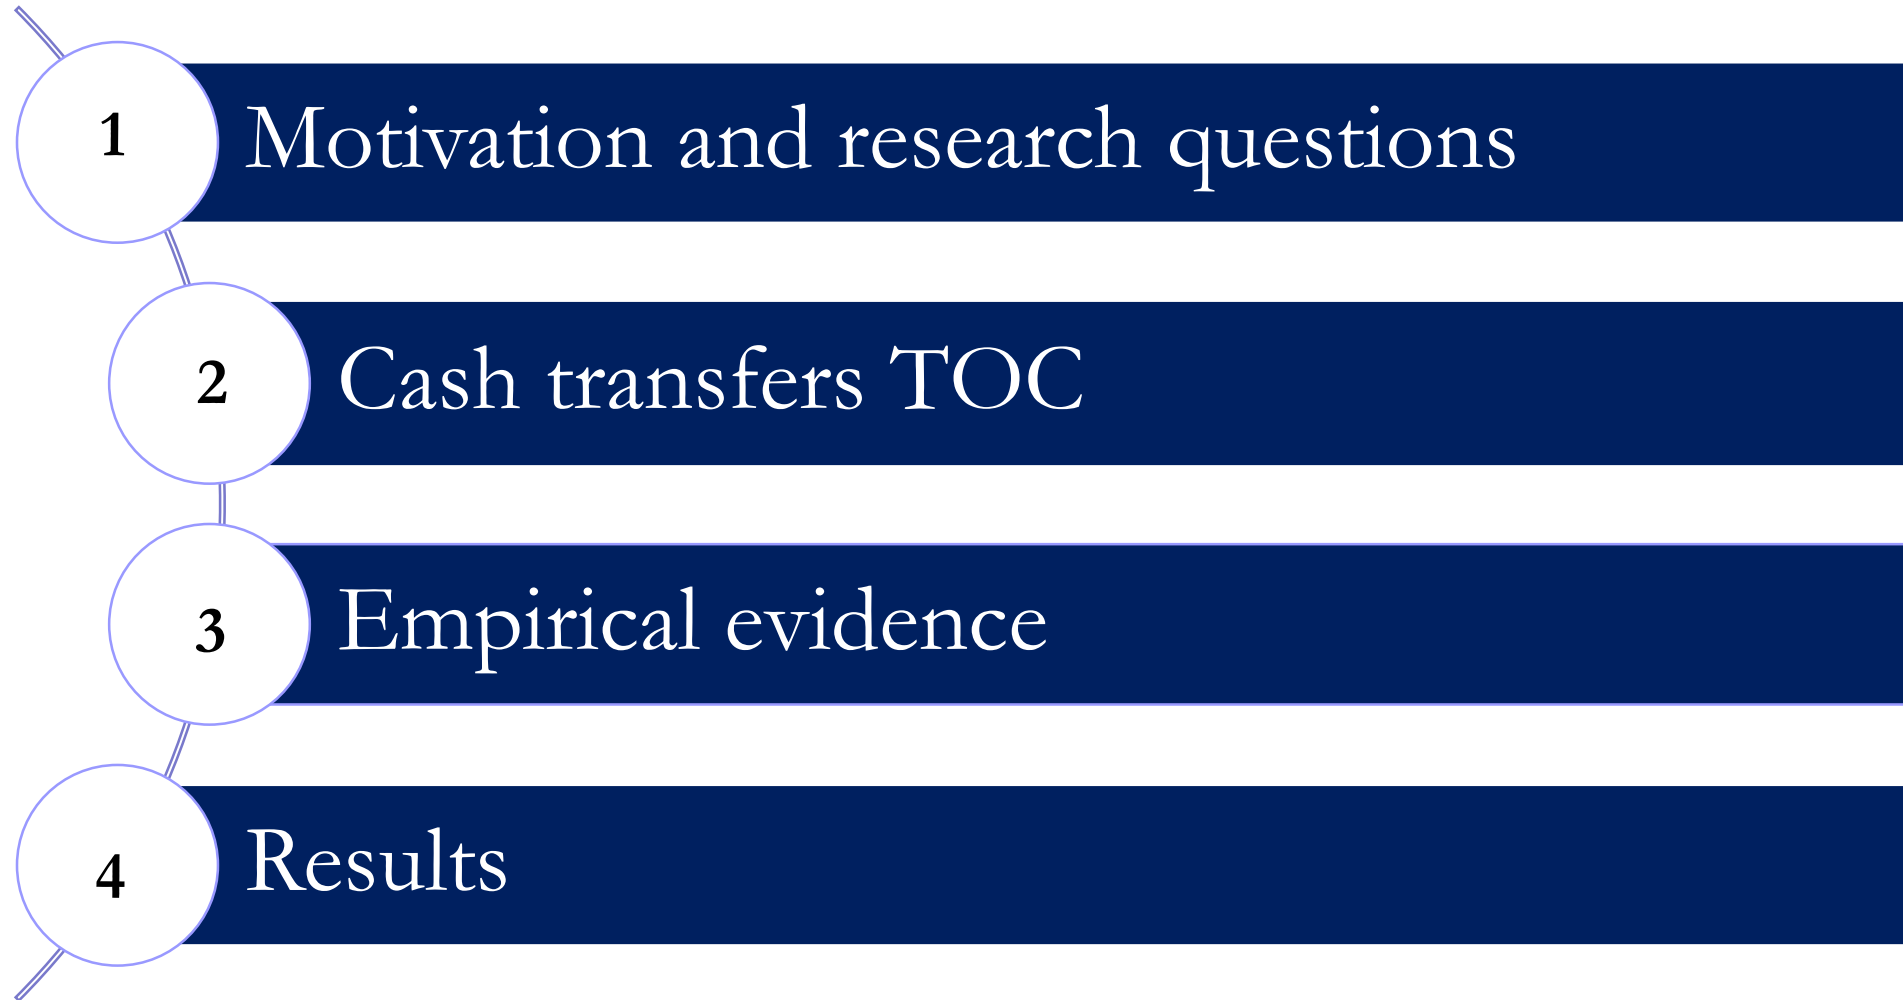 1
Motivation and research questions
2
Cash transfers TOC
3
Empirical evidence
4
Results